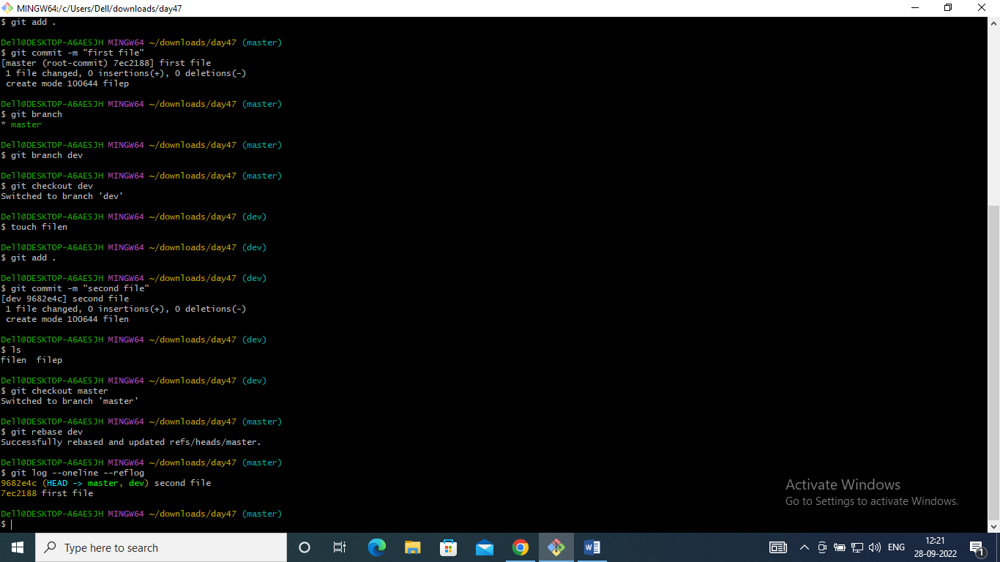 MINGW64:/c/Users/Dell/downloads/day47
$ git add .
Dell@DESKTOP-A6AE5JH MINGW64 ~/downloads/day47 (master)
$ git commit -m "first file"
[master (root-commit) 7ec2188] first file
 1 file changed, 0 insertions(+), 0 deletions(-)
 create mode 100644 filep
Dell@DESKTOP-A6AE5JH MINGW64 ~/downloads/day47 (master)
$ git branch
* master
Dell@DESKTOP-A6AE5JH MINGW64 ~/downloads/day47 (master)
$ git branch dev
Dell@DESKTOP-A6AE5JH MINGW64 ~/downloads/day47 (master)
$ git checkout dev
Switched to branch 'dev'
Dell@DESKTOP-A6AE5JH MINGW64 ~/downloads/day47 (dev)
$ touch filen
Dell@DESKTOP-A6AE5JH MINGW64 ~/downloads/day47 (dev)
$ git add .
Dell@DESKTOP-A6AE5JH MINGW64 ~/downloads/day47 (dev)
$ git commit -m "second file"
[dev 9682e4c] second file
 1 file changed, 0 insertions(+), 0 deletions(-)
 create mode 100644 filen
Dell@DESKTOP-A6AE5JH MINGW64 ~/downloads/day47 (dev)
$ ls
filen  filep
Dell@DESKTOP-A6AE5JH MINGW64 ~/downloads/day47 (dev)
$ git checkout master
Switched to branch 'master'
Dell@DESKTOP-A6AE5JH MINGW64 ~/downloads/day47 (master)
$ git rebase dev
Successfully rebased and updated refs/heads/master.
Dell@DESKTOP-A6AE5JH MINGW64 ~/downloads/day47 (master)
$ git log --oneline --reflog
9682e4c (HEAD -> master, dev) second file
7ec2188 first file
Dell@DESKTOP-A6AE5JH MINGW64 ~/downloads/day47 (master)
$
Activate Windows
Go to Settings to activate Windows.
Type here to search
ENG
12:21
28-09-2022
1